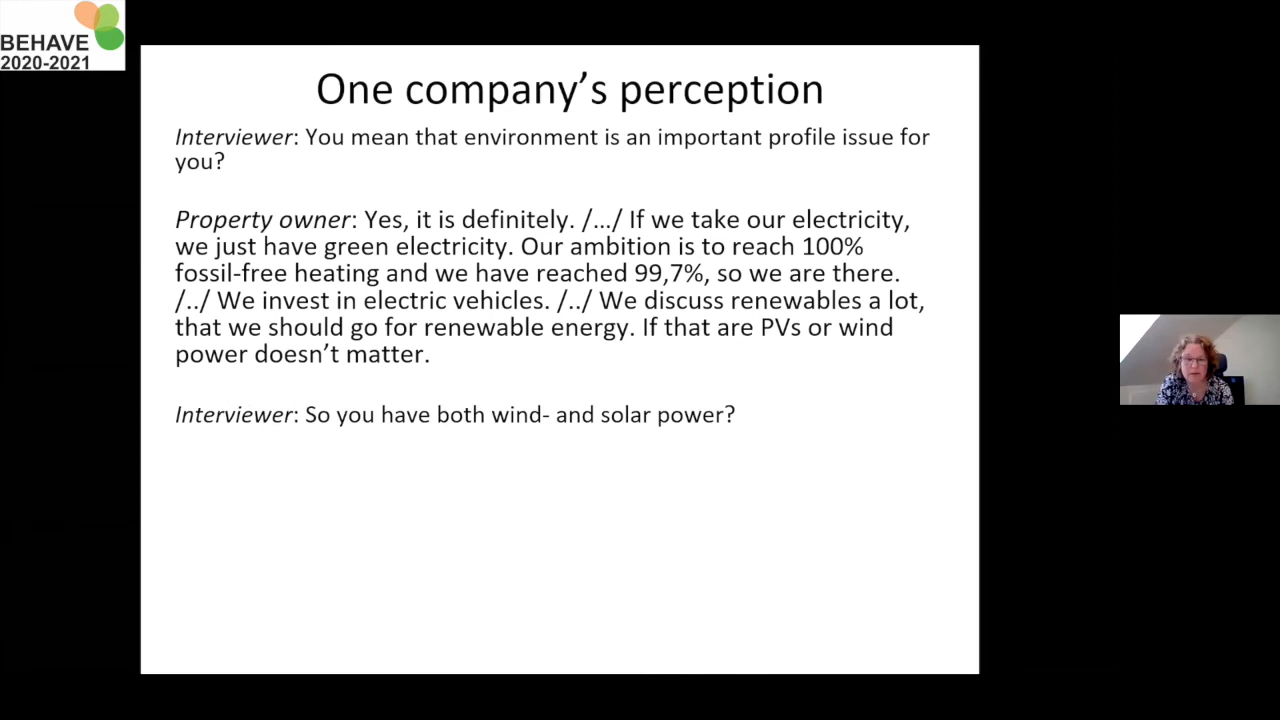 BEHAVE
2020-2021
One company’s perception
Interviewer: You mean that environment is an important profile issue for
you?
Property owner: Yes, it is definitely. /…/ If we take our electricity,
we just have green electricity. Our ambition is to reach 100%
fossil-free heating and we have reached 99,7%, so we are there.
/../ We invest in electric vehicles. /../ We discuss renewables a lot,
that we should go for renewable energy. If that are PVs or wind
power doesn’t matter.
Interviewer: So you have both wind- and solar power?